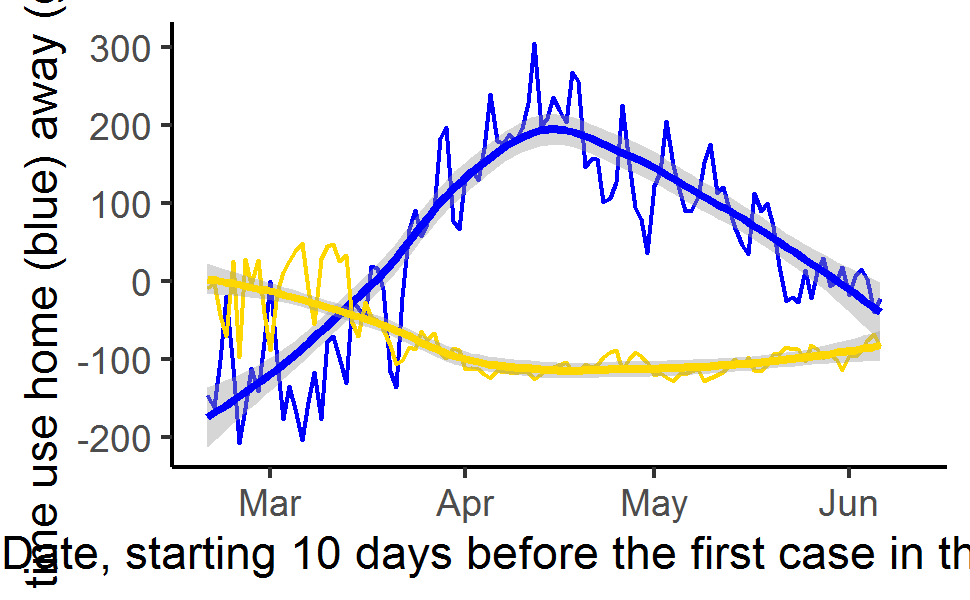 time use home (blue) away (
300
200
100
0
-100
-200
Mar Apr May Jun
Date, starting 10 days before the first case in th